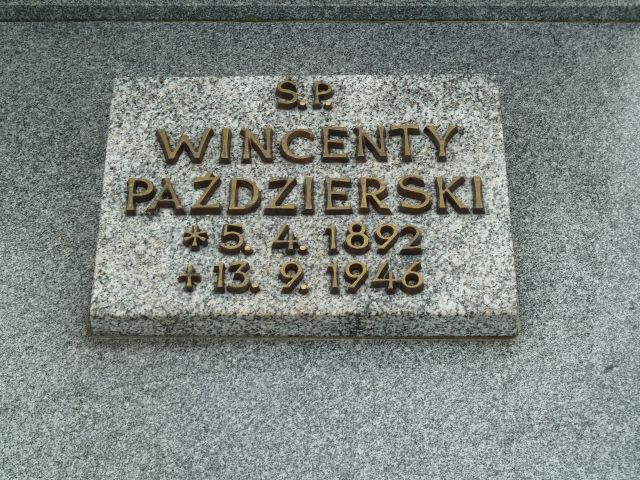 Ś.P.
WINCENTY
PAŹDZIERSKI
* 5. 4. 1892
+ 13. 9. 1946